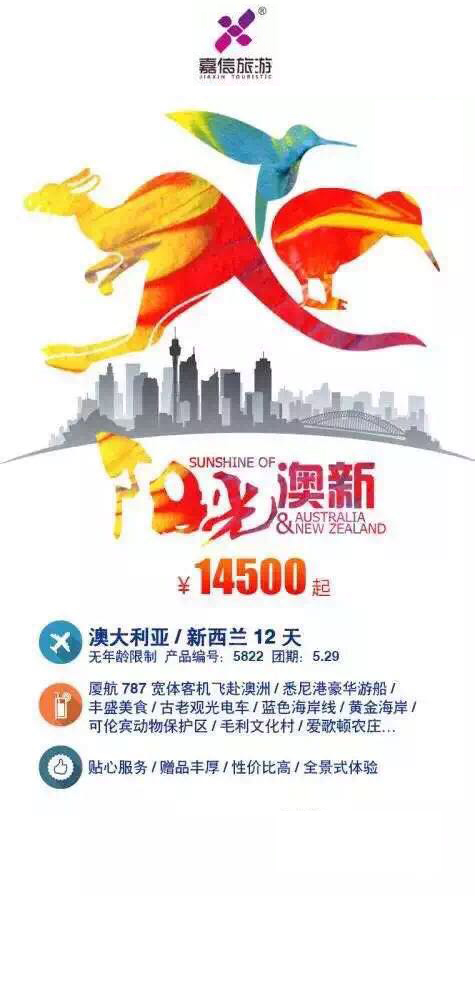 嘉信旅游®
JIAXIN TOURISTIC
SUNSHINE OF
阳光澳新
& AUSTRALIA
NEW ZEALAND
¥14500起
澳大利亚 / 新西兰 12 天
无年龄限制 产品编号：5822 团期：5.29
厦航 787 宽体客机飞赴澳洲 / 悉尼港豪华游船 /
丰盛美食 / 古老观光电车 / 蓝色海岸线 / 黄金海岸 /
可伦宾动物保护区 / 毛利文化村 / 爱歌顿农庄...
贴心服务 / 赠品丰厚 / 性价比高 / 全景式体验